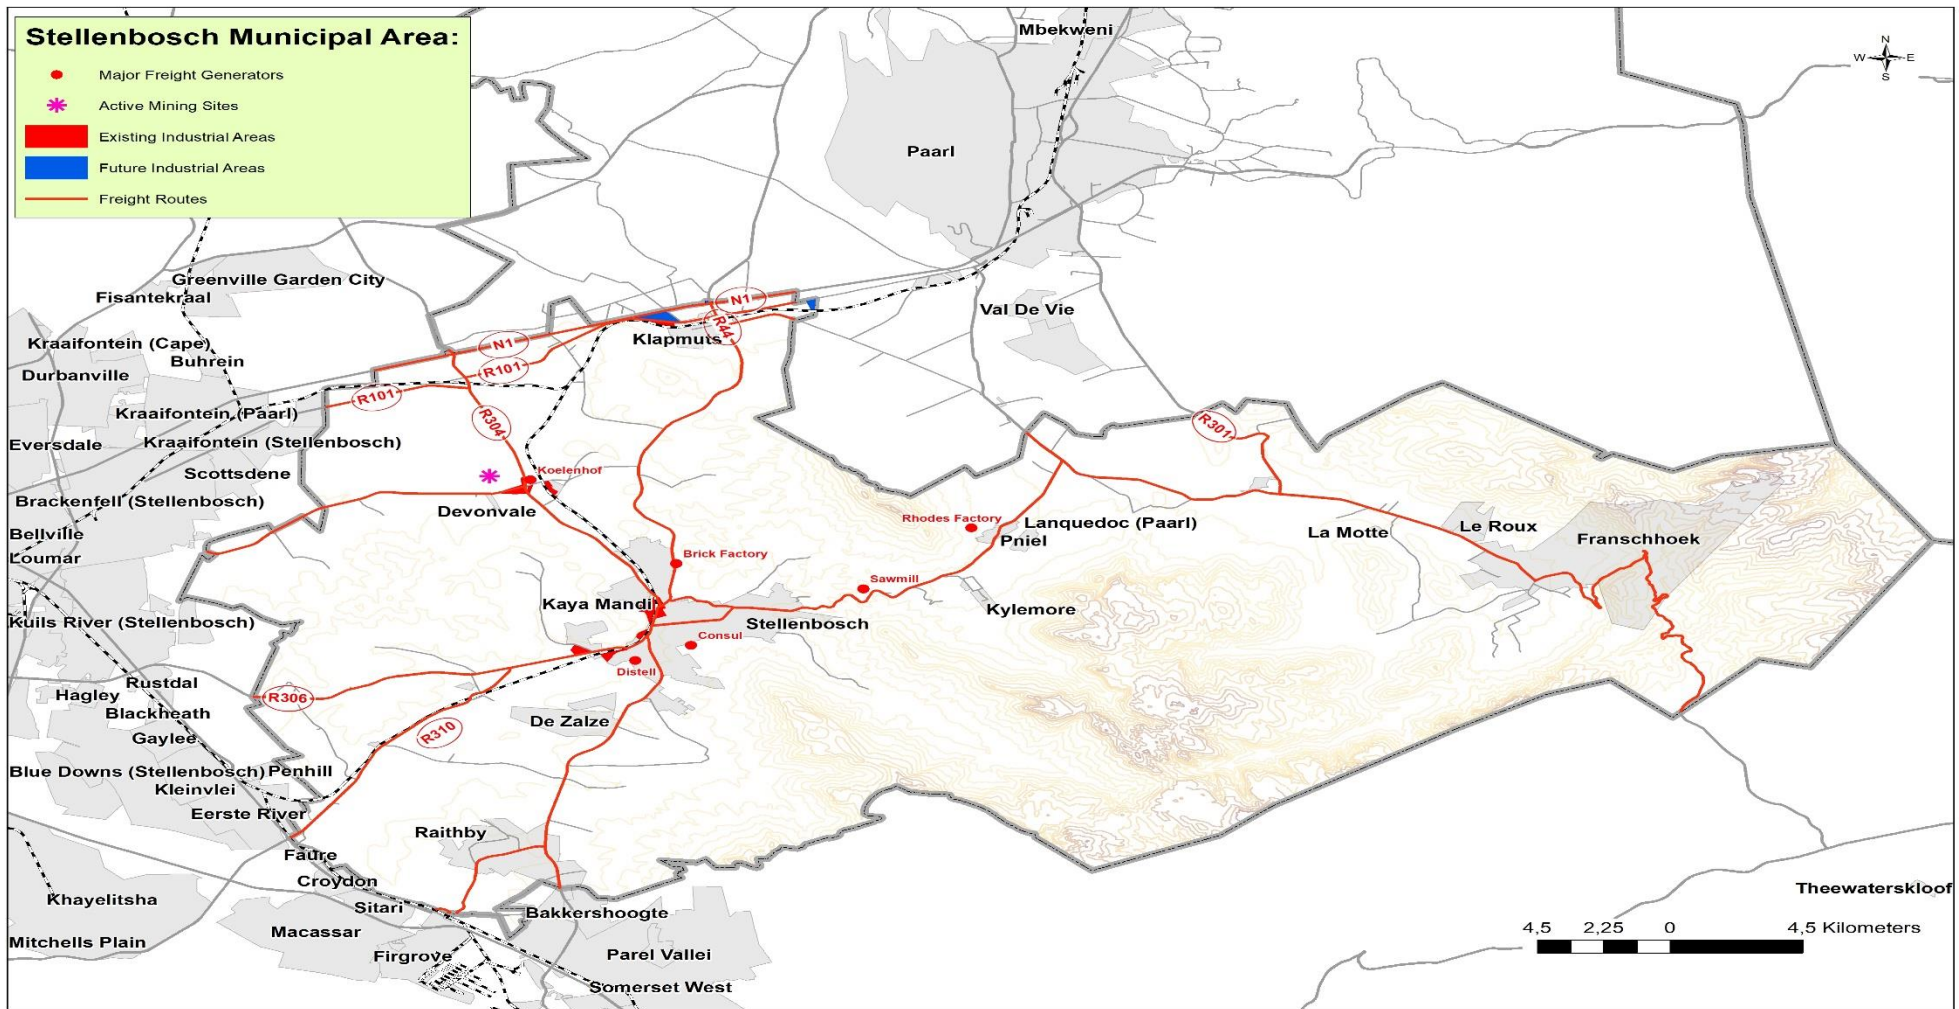 Stellenbosch Municipal Area:
Major Freight Generators
Active Mining Sites
Existing Industrial Areas
Future Industrial Areas
Freight Routes
Mbekweni
N
W E
S
Paarl
Greenville Garden City
Fisantekraal
N1
Val De Vie
R44
Klapmuts
N1
Kraaifontein (Cape)
Buhrein
R101
Durbanville
R101
Kraaifontein (Paarl)
R304
R301
Eversdale
Kraaifontein (Stellenbosch)
Scottsdene
Koelenhof
Brackenfell (Stellenbosch)
Devonvale
Rhodes Factory
Lanquedoc (Paarl)
Pniel
La Motte
Le Roux
Franschhoek
Bellville
Loumar
Brick Factory
Sawmill
Kaya Mandi
Kylemore
Kuils River (Stellenbosch)
Stellenbosch
Consul
Distell
Rustdal
Hagley
R306
Blackheath
De Zalze
R310
Gaylee
Blue Downs (Stellenbosch)
Penhill
Kleinvlei
Eerste River
Raithby
Faure
Croydon
Khayelitsha
Sitari
Theewaterskloof
Bakkershoogte
Macassar
Mitchells Plain
4,5 2,25 0 4,5 Kilometers
Firgrove
Parel Vallei
Somerset West